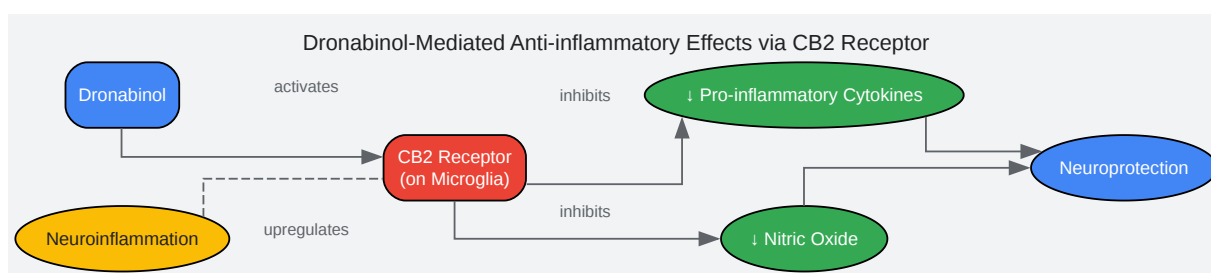 Dronabinol-Mediated Anti-inflammatory Effects via CB2 Receptor
Dronabinol
activates
inhibits
↓ Pro-inflammatory Cytokines
CB2 Receptor
(on Microglia)
Neuroprotection
Neuroinflammation
upregulates
inhibits
↓ Nitric Oxide